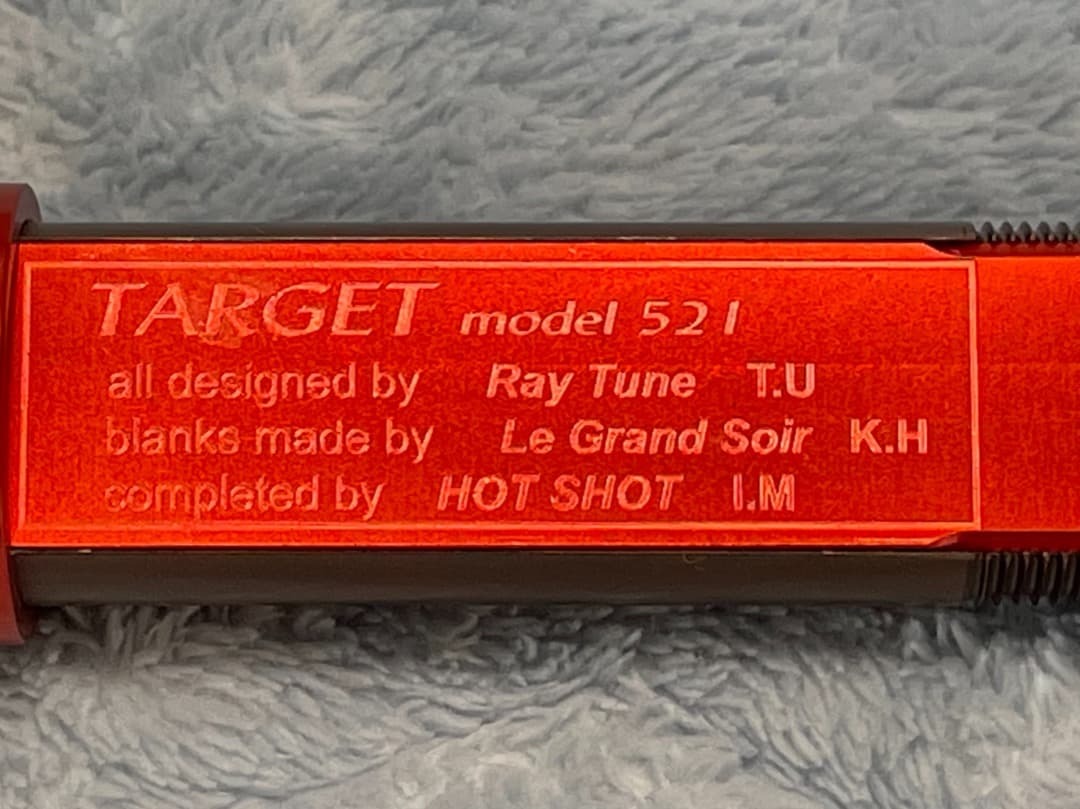 TARGET model 521
all designed by Ray Tune T.U
blanks made by Le Grand Soir K.H
completed by HOT SHOT I.M